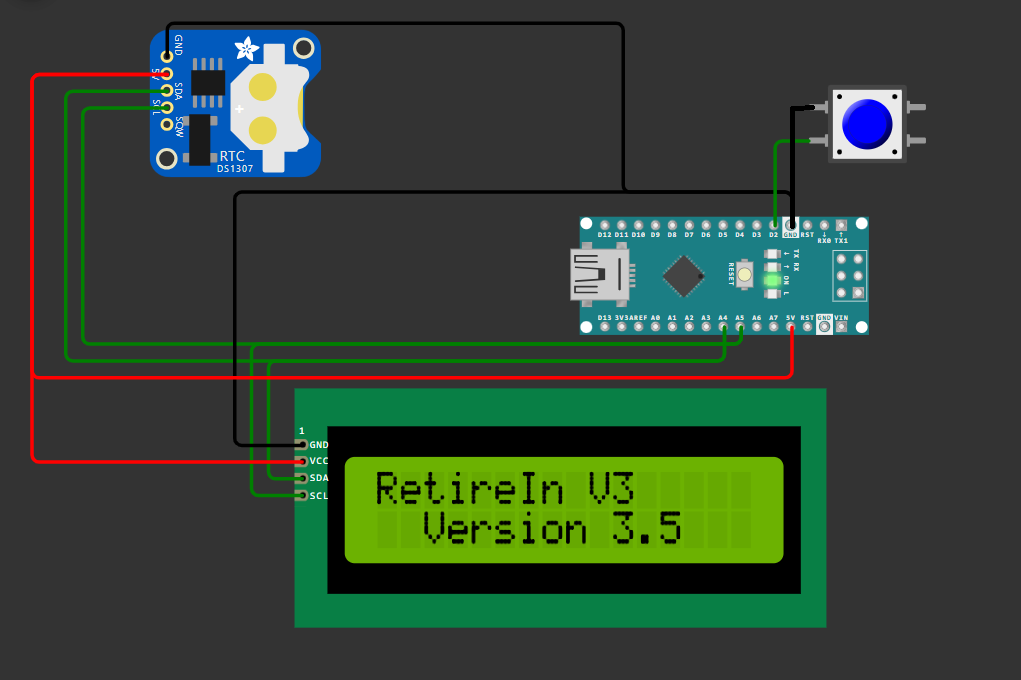 GND
5V
SDA
SCL
SQW
RTC
DS1307
D12 D11 D10 D9 D8 D7 D6 D5 D4 D3 D2 GND RST ↓ ↑
RX0 TX1
RESET
TX RX
ON L
D13 3V3 AREF A0 A1 A2 A3 A4 A5 A6 A7 5V RST GND VIN
1
GND
VCC
SDA
SCL
RetireIn V3
Version 3.5